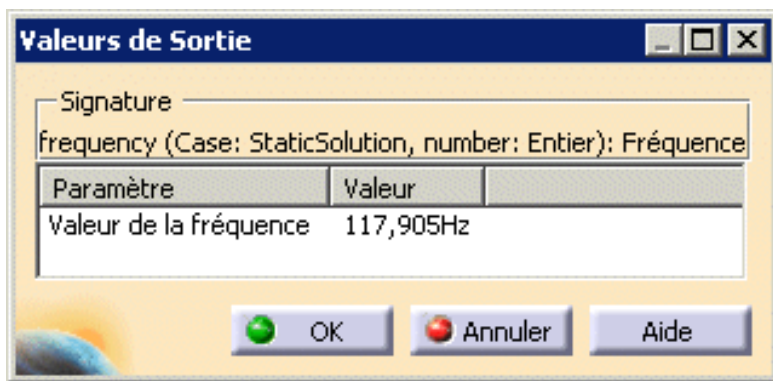 Valeurs de Sortie
Signature
frequency (Case: StaticSolution, number: Entier): Fréquence
Paramètre Valeur
Valeur de la fréquence 117,905Hz
OK Annuler Aide